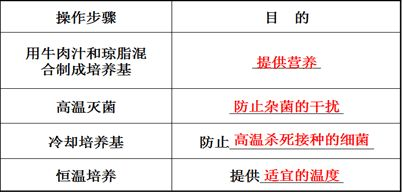 操作步骤 目 的
用牛肉汁和琼脂混
合制成培养基
提供营养
高温灭菌 防止杂菌的干扰
冷却培养基 防止高温杀死接种的细菌
恒温培养 提供适宜的温度